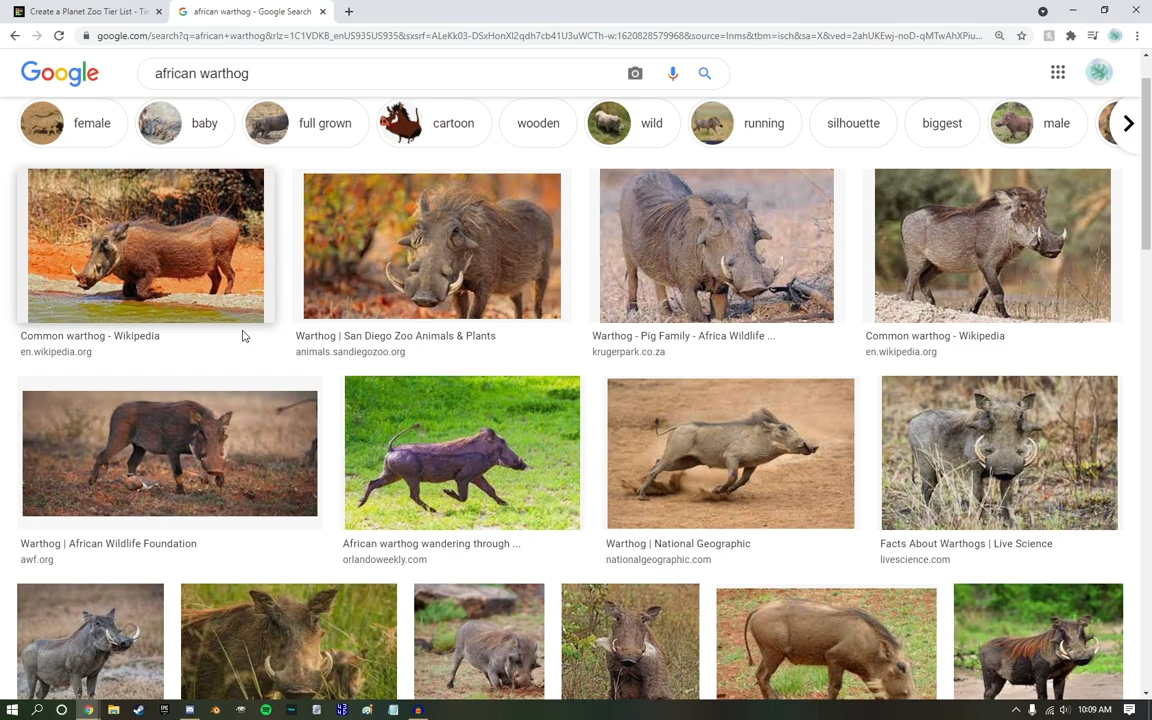 Create a Planet Zoo Tier List - Tie
african warthog - Google Search
google.com/search?q=african+warthog&rlz=1C1VDKB_enUS935US935&sxsrf=ALeKk03-DSxHonXI2qdh7cb41U3uWCTh-w:1620828579968&source=lnms&tbm=isch&sa=X&ved=2ahUKEwj-noD-qMTwAhXPiu...
Google
african warthog
female
baby
full grown
cartoon
wooden
wild
running
silhouette
biggest
male
Common warthog - Wikipedia
en.wikipedia.org
Warthog | San Diego Zoo Animals & Plants
animals.sandiegozoo.org
Warthog - Pig Family - Africa Wildlife ...
krugerpark.co.za
Common warthog - Wikipedia
en.wikipedia.org
Warthog | African Wildlife Foundation
awf.org
African warthog wandering through ...
orlandoweekly.com
Warthog | National Geographic
nationalgeographic.com
Facts About Warthogs | Live Science
livescience.com
10:09 AM